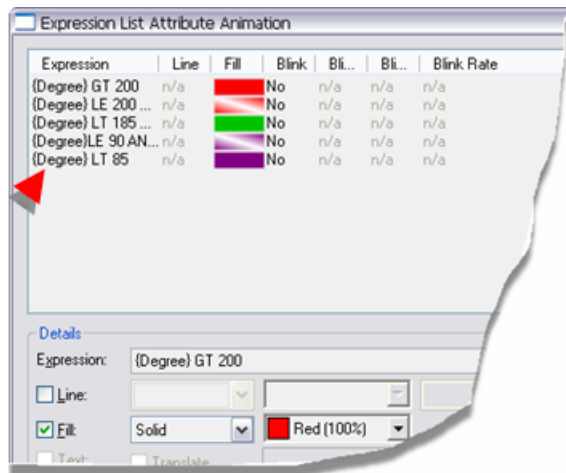 Expression List Attribute Animation
Expression Line Fill Blink Bli... Bli... Blink Rate
{Degree} GT 200 n/a No n/a n/a n/a
{Degree} LE 200 ... n/a No n/a n/a n/a
{Degree} LT 185 ... n/a No n/a n/a n/a
{Degree}LE 90 AN... n/a No n/a n/a n/a
{Degree} LT 85 n/a No n/a n/a n/a
Details
Expression: {Degree} GT 200
Line:
Fill: Solid Red (100%)
Text: Translate